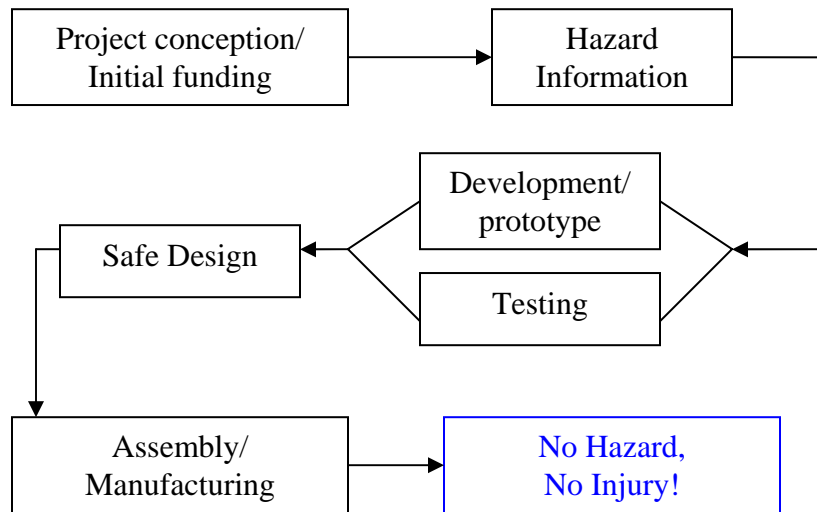 Project conception/
Initial funding
Hazard
Information
Development/
prototype
Safe Design
Testing
Assembly/
Manufacturing
No Hazard,
No Injury!